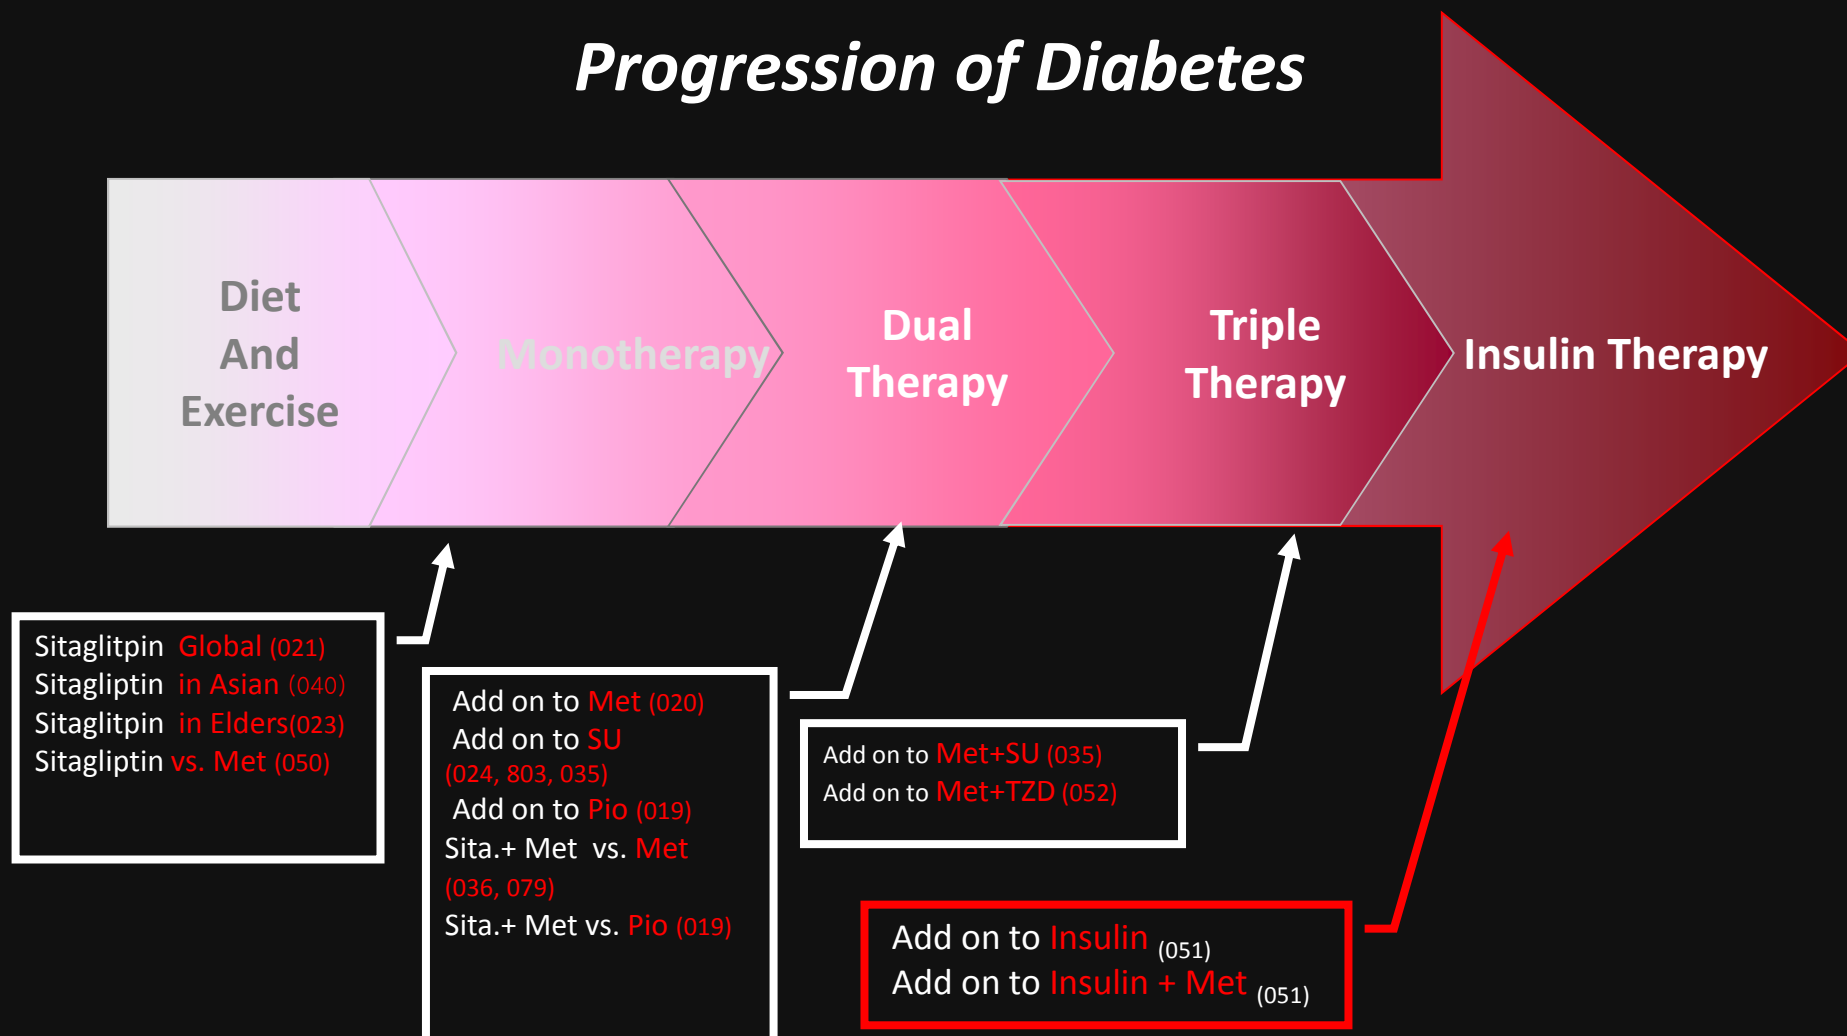 Progression of Diabetes
Diet
And
Exercise
Monotherapy
Dual
Therapy
Triple
Therapy
Insulin Therapy
Sitaglitpin Global (021)
Sitagliptin in Asian (040)
Sitaglitpin in Elders(023)
Sitagliptin vs. Met (050)
Add on to Met (020)
Add on to SU
(024, 803, 035)
Add on to Pio (019)
Sita.+ Met vs. Met
(036, 079)
Sita.+ Met vs. Pio (019)
Add on to Met+SU (035)
Add on to Met+TZD (052)
Add on to Insulin (051)
Add on to Insulin + Met (051)